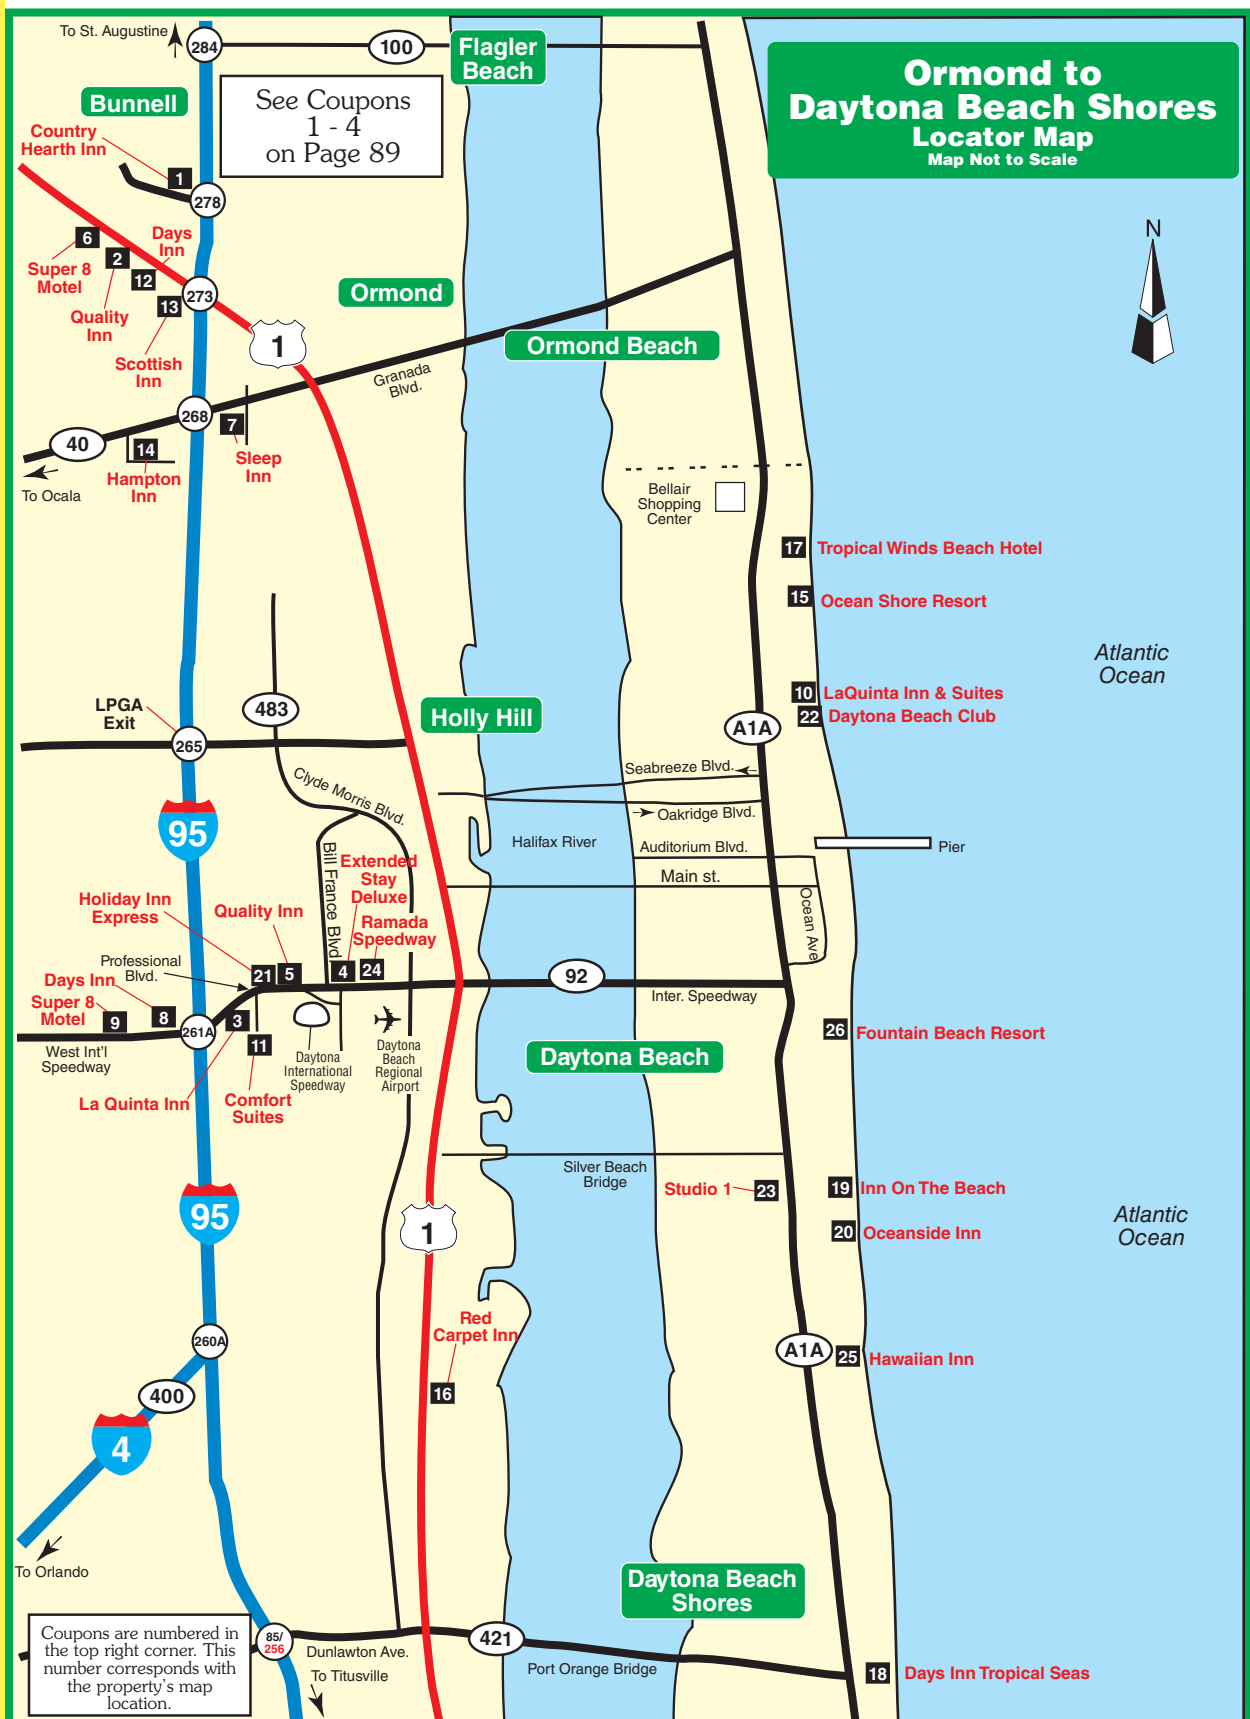 To St. Augustine
284
100
Flagler
Beach
Ormond to
Daytona Beach Shores
Locator Map
Map Not to Scale
Bunnell
See Coupons
1 - 4
on Page 89
Country
Hearth Inn
1
278
N
6
Days
Inn
2
Super 8
Motel
12
273
13
Quality
Inn
Ormond
1
Ormond Beach
Scottish
Inn
Granada
Blvd.
268
7
40
14
Sleep
Inn
Hampton
Inn
To Ocala
Bellair
Shopping
Center
17
Tropical Winds Beach Hotel
15
Ocean Shore Resort
Atlantic
Ocean
10
LaQuinta Inn & Suites
22
Daytona Beach Club
LPGA
Exit
483
Holly Hill
A1A
265
Seabreeze Blvd.
Clyde Morris Blvd.
Oakridge Blvd.
95
Halifax River
Auditorium Blvd.
Pier
Main st.
Bill France Blvd
Extended
Stay
Deluxe
Ocean Ave
Holiday Inn
Express
Quality Inn
Ramada
Speedway
Professional
Blvd.
21
5
4
24
92
Days Inn
Inter. Speedway
Super 8
Motel
9
8
261A
3
11
26
Fountain Beach Resort
West Int'l
Speedway
Daytona
International
Speedway
Daytona
Beach
Regional
Airport
Daytona Beach
La Quinta Inn
Comfort
Suites
Silver Beach
Bridge
95
Studio 1
23
19
Inn On The Beach
1
20
Oceanside Inn
Atlantic
Ocean
Red
Carpet Inn
260A
A1A
25
Hawaiian Inn
400
16
4
To Orlando
Daytona Beach
Shores
Coupons are numbered in
the top right corner. This
number corresponds with
the property's map
location.
85/
256
421
Dunlawton Ave.
Port Orange Bridge
To Titusville
18
Days Inn Tropical Seas